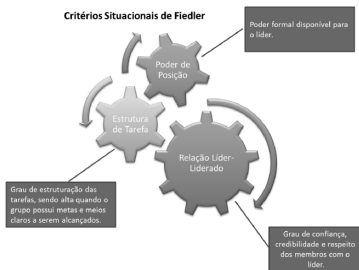 Critérios Situacionais de Fiedler
Poder formal disponível para
o líder.
Poder de
Posição
Estrutura
de Tarefa
Relação Líder-
Liderado
Grau de estruturação das
tarefas, sendo alta quando o
grupo possui metas e meios
claros a serem alcançados.
Grau de confiança,
credibilidade e respeito
dos membros com o
líder.